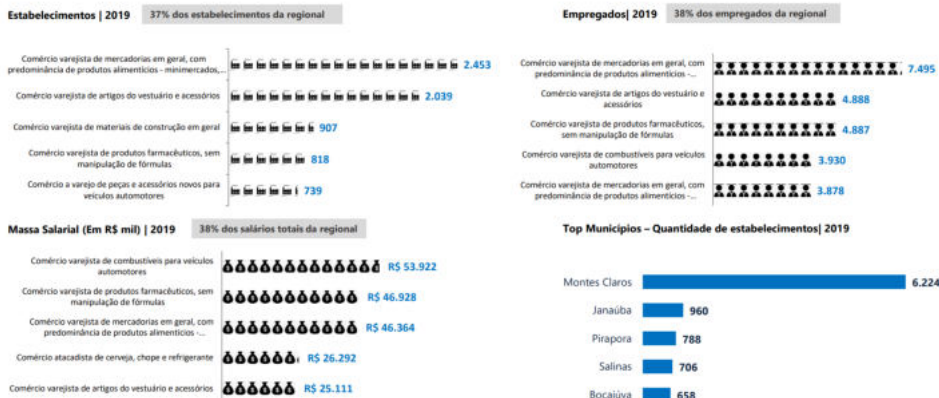 Estabelecimentos | 2019
37% dos estabelecimentos da regional
Comércio varejista de mercadorias em geral, com
predominância de produtos alimentícios - minimercados,...
2.453
Comércio varejista de artigos do vestuário e acessórios
2.039
Comércio varejista de materiais de construção em geral
907
Comércio varejista de produtos farmacêuticos, sem
manipulação de fórmulas
818
Comércio a varejo de peças e acessórios novos para
veículos automotores
739
Empregados| 2019
38% dos empregados da regional
Comércio varejista de mercadorias em geral, com
predominância de produtos alimentícios -...
7.495
Comércio varejista de artigos do vestuário e
acessórios
4.888
Comércio varejista de produtos farmacêuticos,
sem manipulação de fórmulas
4.887
Comércio varejista de combustíveis para veículos
automotores
3.930
Comércio varejista de mercadorias em geral, com
predominância de produtos alimentícios -...
3.878
Massa Salarial (Em R$ mil) | 2019
38% dos salários totais da regional
Comércio varejista de combustíveis para veículos
automotores
R$ 53.922
Comércio varejista de produtos farmacêuticos, sem
manipulação de fórmulas
R$ 46.928
Comércio varejista de mercadorias em geral, com
predominância de produtos alimentícios -...
R$ 46.364
Comércio atacadista de cerveja, chope e refrigerante
R$ 26.292
Comércio varejista de artigos do vestuário e acessórios
R$ 25.111
Top Municípios – Quantidade de estabelecimentos| 2019
Montes Claros
6.224
Janaúba
960
Pirapora
788
Salinas
706
Bocaiúva
658